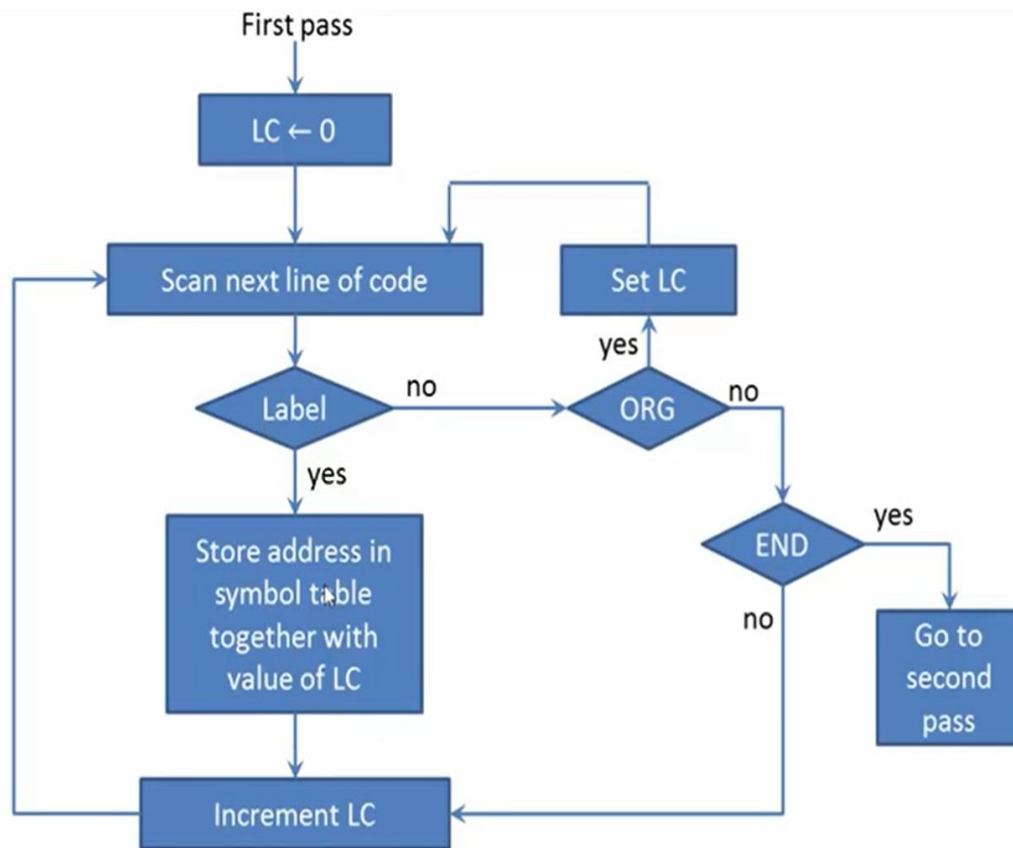 First pass
LC ← 0
Scan next line of code
Set LC
yes
Label
no
ORG
no
yes
Store address in
symbol table
together with
value of LC
END
yes
no
Go to
second
pass
Increment LC